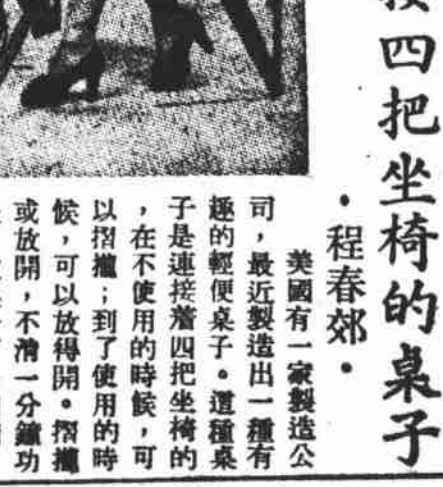 四把坐椅的桌子
•程春郊•
美國有一家製造公
司，最近製造出一種有
趣的輕便桌子。這種桌
子是連接着四把坐椅的
，在不使用的時候，可
以摺攏；到了使用的時
候，可以放得開。摺攏
或放開，不消一分鐘功